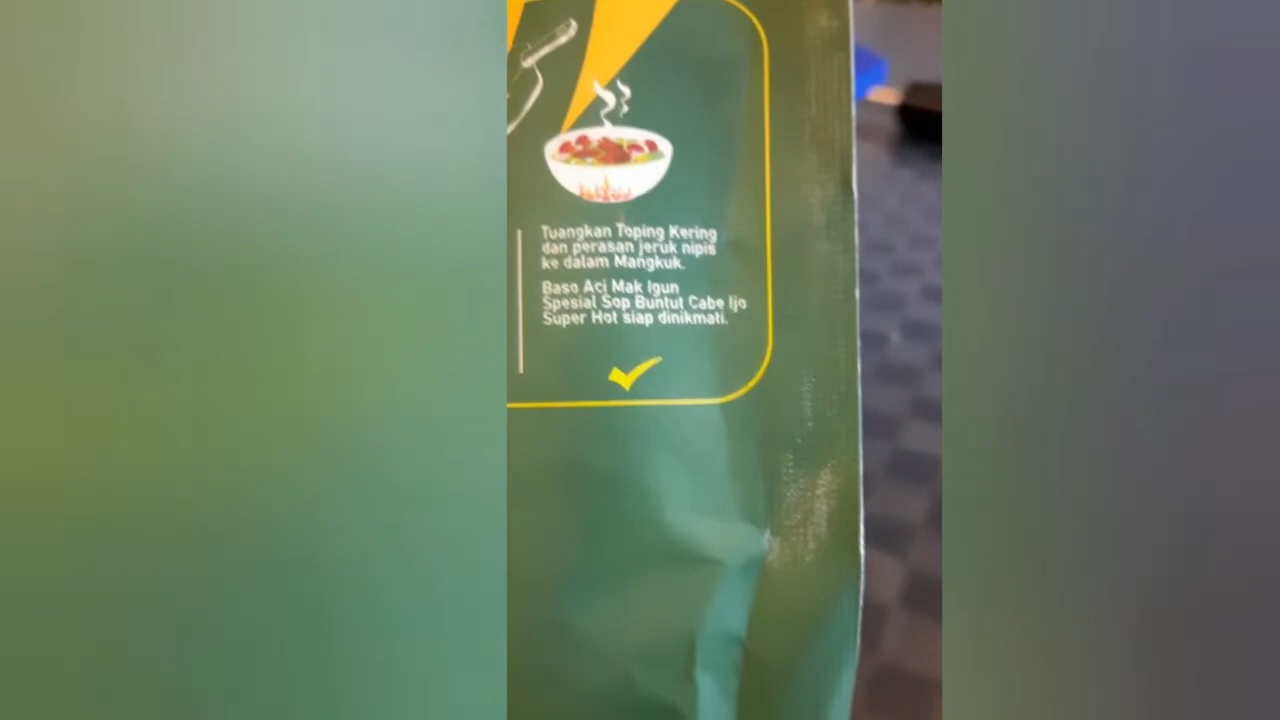 Tuangkan Toping Kering
dan perasan jeruk nipis
ke dalam Mangkuk.
Baso Aci Mak Igun
Spesial Sop Buntut Cabe Ijo
Super Hot siap dinikmati.